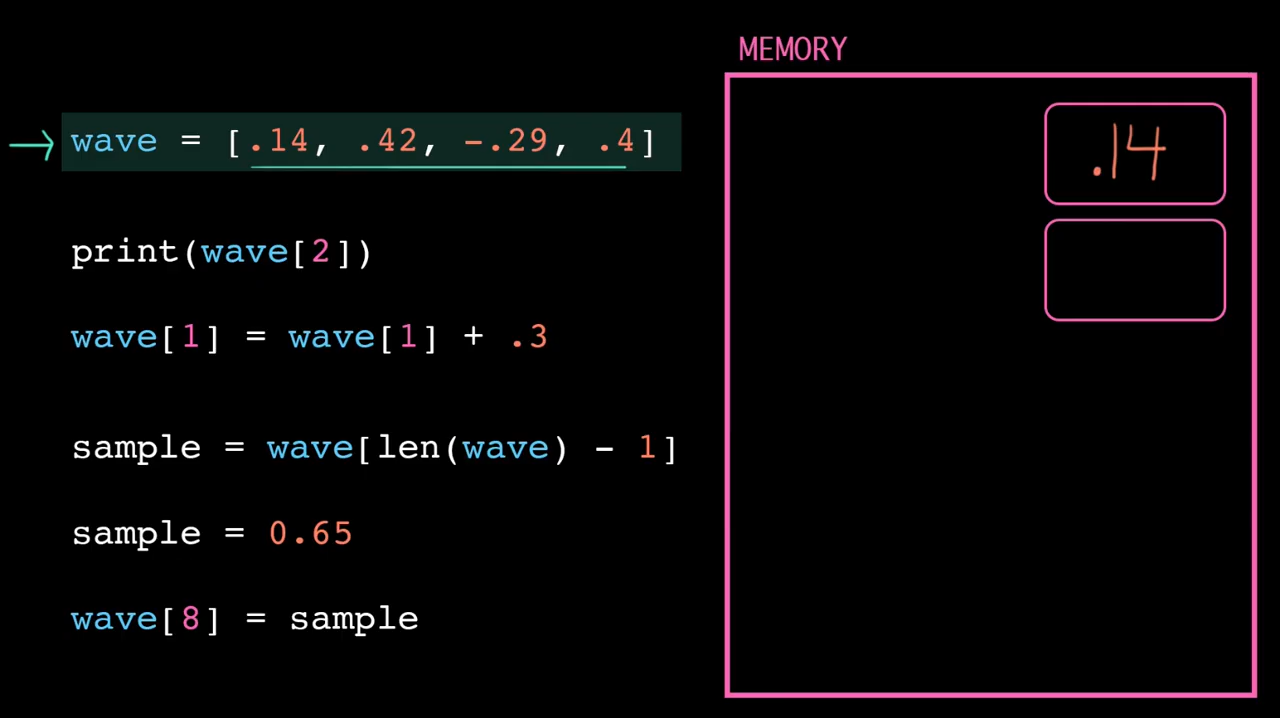 MEMORY
wave = [.14, .42, -.29, .4]
.14
print(wave[2])
wave[1] = wave[1] + .3
sample = wave[len(wave) - 1]
sample = 0.65
wave[8] = sample